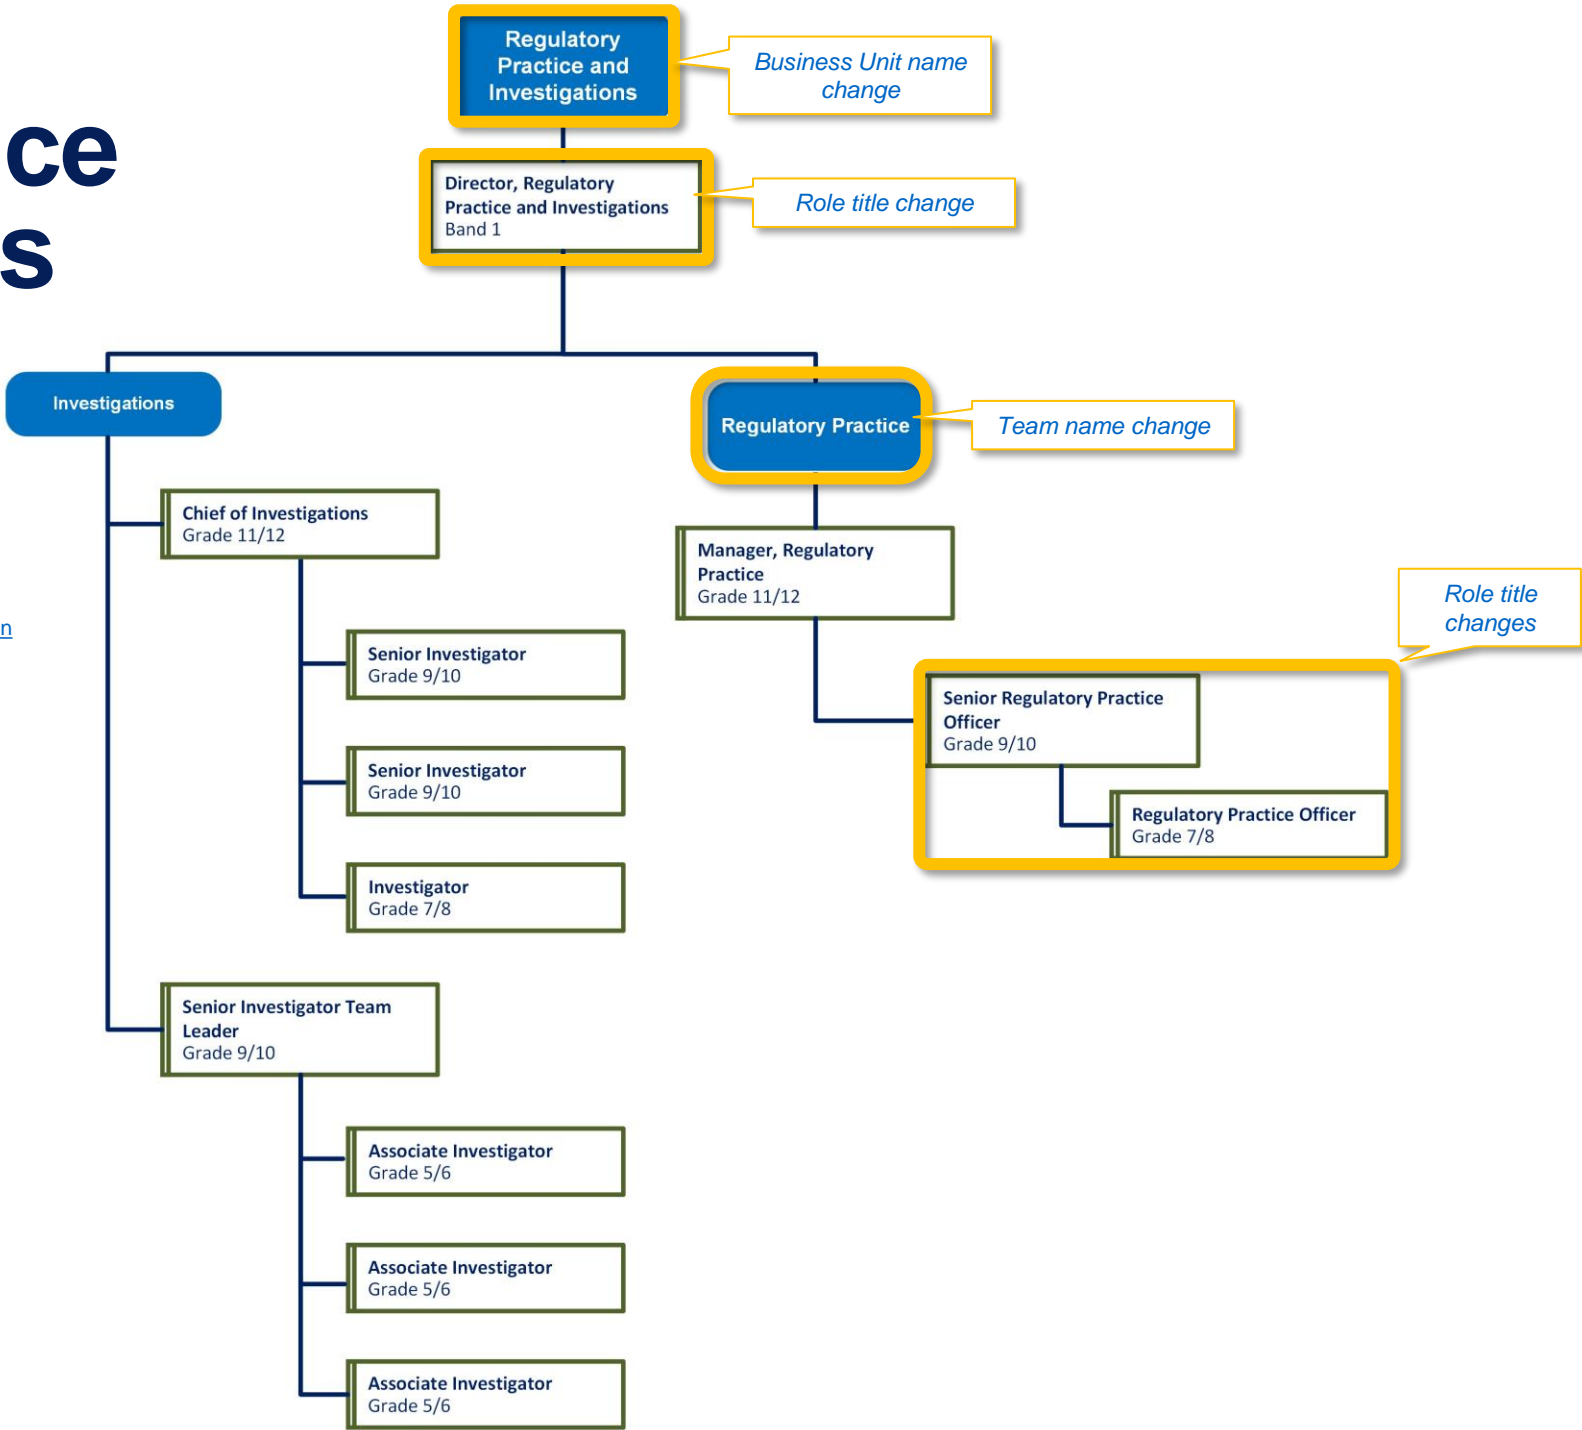 Regulatory
Practice and
Investigations
Business Unit name
change
ce
s
Director, Regulatory
Practice and Investigations
Band 1
Role title change
Investigations
Regulatory Practice
Team name change
Chief of Investigations
Grade 11/12
Manager, Regulatory
Practice
Grade 11/12
Role title
changes
n
Senior Investigator
Grade 9/10
Senior Regulatory Practice
Officer
Grade 9/10
Senior Investigator
Grade 9/10
Regulatory Practice Officer
Grade 7/8
Investigator
Grade 7/8
Senior Investigator Team
Leader
Grade 9/10
Associate Investigator
Grade 5/6
Associate Investigator
Grade 5/6
Associate Investigator
Grade 5/6